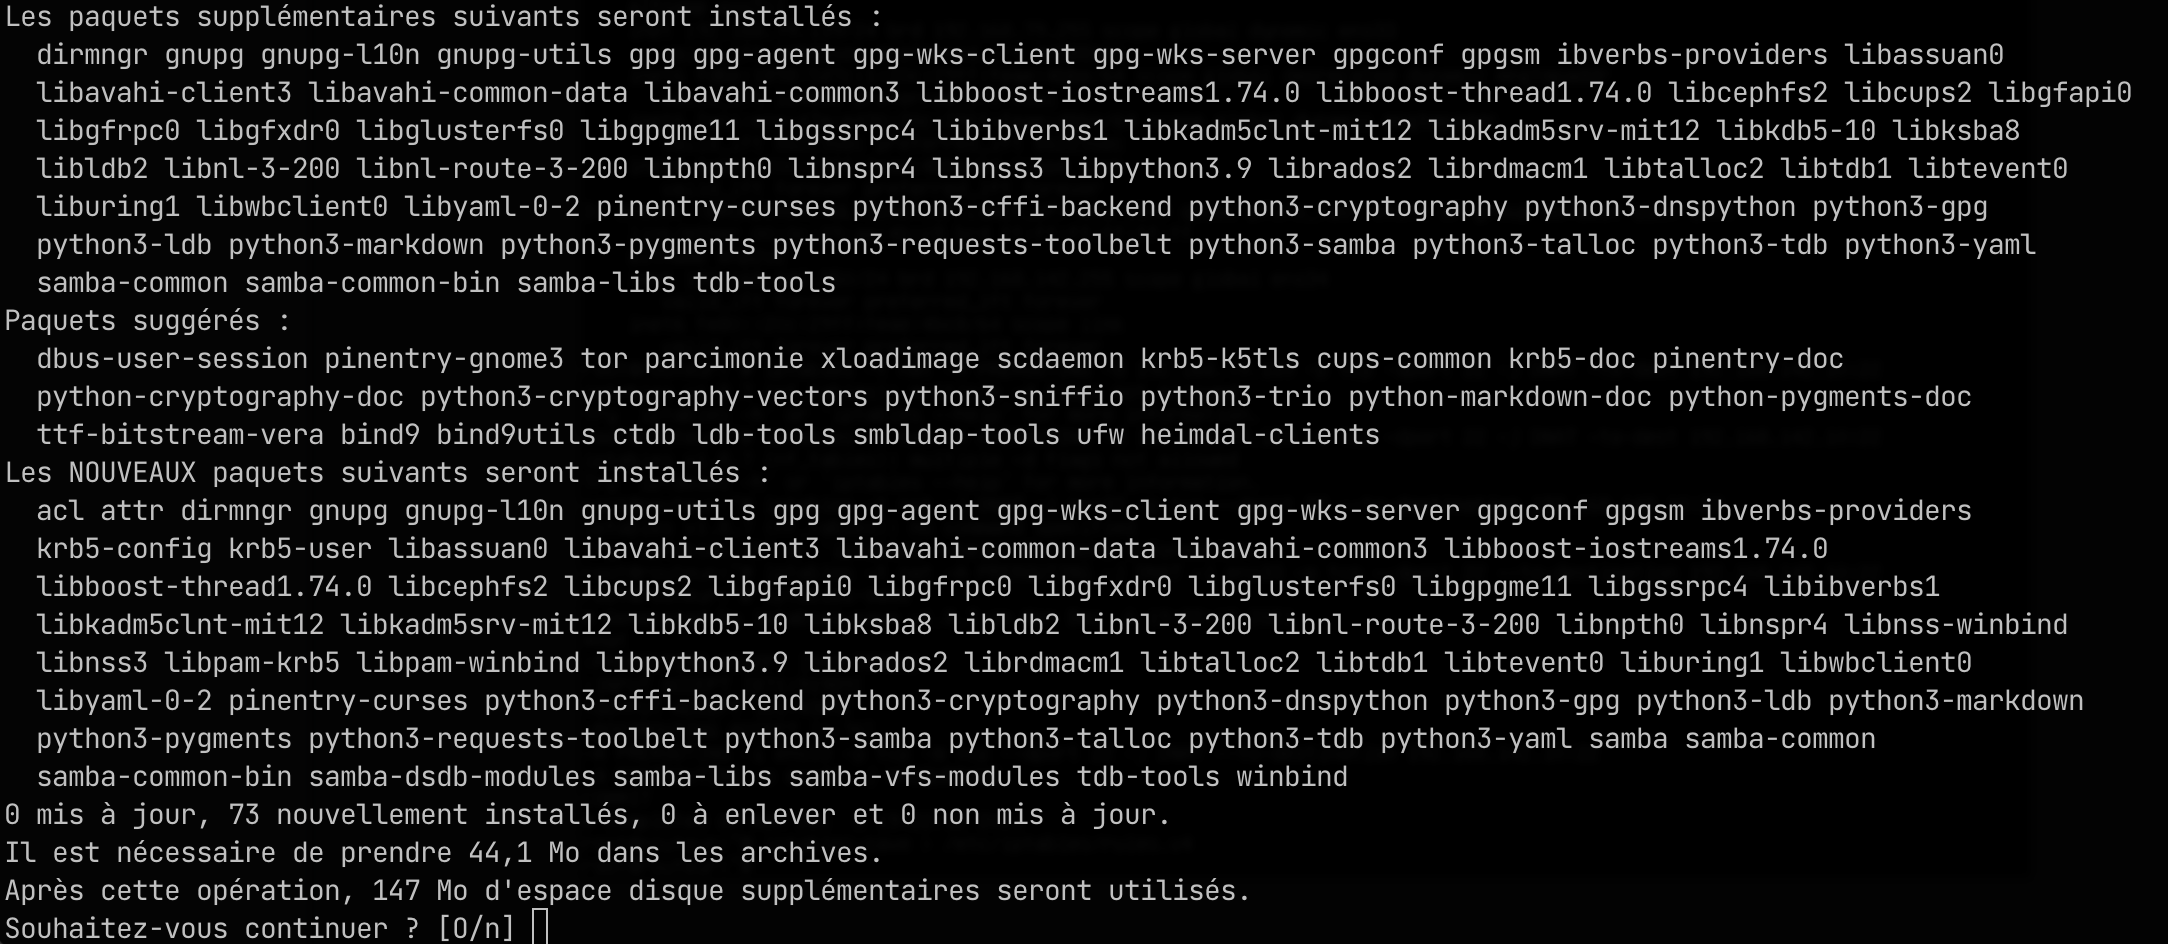 Les paquets supplémentaires suivants seront installés :
dirmngr gnupg gnupg-l10n gnupg-utils gpg gpg-agent gpg-wks-client gpg-wks-server gpgconf gpgsm ibverbs-providers libassuan0
libavahi-client3 libavahi-common-data libavahi-common3 libboost-iostreams1.74.0 libboost-thread1.74.0 libcephfs2 libcups2 libgfapi0
libgfrpc0 libgfxdr0 libglusterfs0 libgpgme11 libgssrpc4 libibverbs1 libkadm5clnt-mit12 libkadm5srv-mit12 libkdb5-10 libksba8
libldb2 libnl-3-200 libnl-route-3-200 libnpth0 libnspr4 libnss3 libpython3.9 librados2 librdmacm1 libtalloc2 libtdb1 libtevent0
liburing1 libwbclient0 libyaml-0-2 pinentry-curses python3-cffi-backend python3-cryptography python3-dnspython python3-gpg
python3-ldb python3-markdown python3-pygments python3-requests-toolbelt python3-samba python3-talloc python3-tdb python3-yaml
samba-common samba-common-bin samba-libs tdb-tools
Paquets suggérés :
dbus-user-session pinentry-gnome3 tor parcimonie xloadimage scdaemon krb5-k5tls cups-common krb5-doc pinentry-doc
python-cryptography-doc python3-cryptography-vectors python3-sniffio python3-trio python-markdown-doc python-pygments-doc
ttf-bitstream-vera bind9 bind9utils ctdb ldb-tools smbldap-tools ufw heimdal-clients
Les NOUVEAUX paquets suivants seront installés :
acl attr dirmngr gnupg gnupg-l10n gnupg-utils gpg gpg-agent gpg-wks-client gpg-wks-server gpgconf gpgsm ibverbs-providers
krb5-config krb5-user libassuan0 libavahi-client3 libavahi-common-data libavahi-common3 libboost-iostreams1.74.0
libboost-thread1.74.0 libcephfs2 libcups2 libgfapi0 libgfrpc0 libgfxdr0 libglusterfs0 libgpgme11 libgssrpc4 libibverbs1
libkadm5clnt-mit12 libkadm5srv-mit12 libkdb5-10 libksba8 libldb2 libnl-3-200 libnl-route-3-200 libnpth0 libnspr4 libnss-winbind
libnss3 libpam-krb5 libpam-winbind libpython3.9 librados2 librdmacm1 libtalloc2 libtdb1 libtevent0 liburing1 libwbclient0
libyaml-0-2 pinentry-curses python3-cffi-backend python3-cryptography python3-dnspython python3-gpg python3-ldb python3-markdown
python3-pygments python3-requests-toolbelt python3-samba python3-talloc python3-tdb python3-yaml samba samba-common
samba-common-bin samba-dsdb-modules samba-libs samba-vfs-modules tdb-tools winbind
0 mis à jour, 73 nouvellement installés, 0 à enlever et 0 non mis à jour.
Il est nécessaire de prendre 44,1 Mo dans les archives.
Après cette opération, 147 Mo d'espace disque supplémentaires seront utilisés.
Souhaitez-vous continuer ? [O/n]